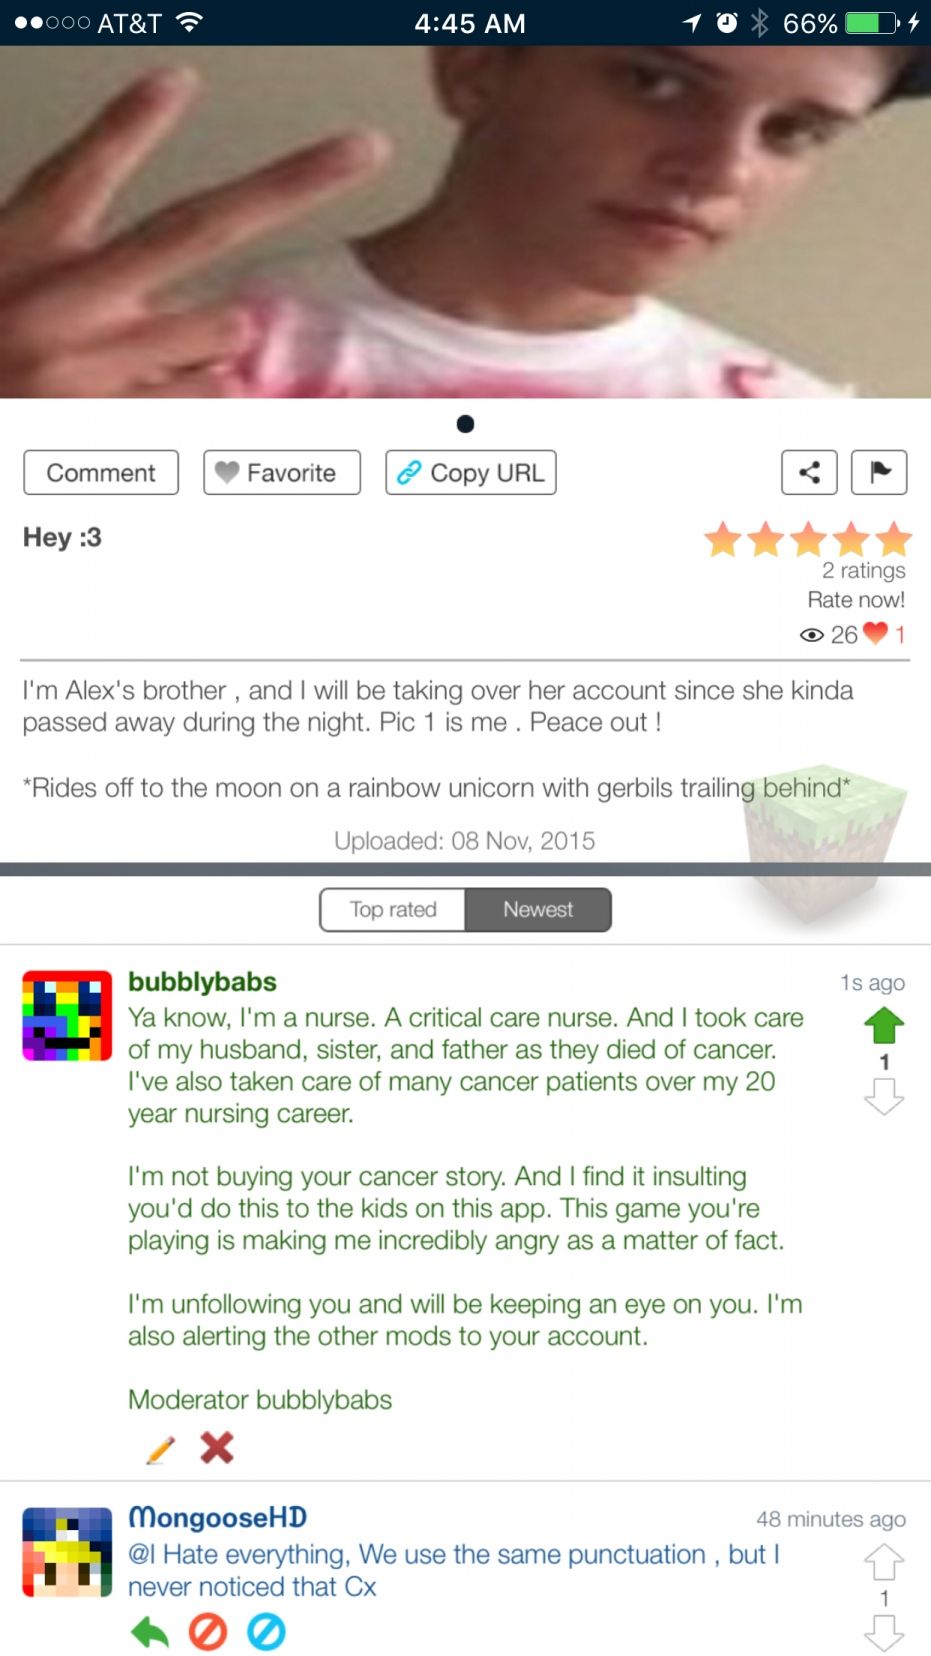 AT&T 4:45 AM 66%
Comment Favorite Copy URL
Hey :3
2 ratings
Rate now!
26 1
I'm Alex's brother , and I will be taking over her account since she kinda
passed away during the night. Pic 1 is me . Peace out !
*Rides off to the moon on a rainbow unicorn with gerbils trailing behind*
Uploaded: 08 Nov, 2015
Top rated Newest
bubblybabs 1s ago
Ya know, I'm a nurse. A critical care nurse. And I took care
of my husband, sister, and father as they died of cancer.
I've also taken care of many cancer patients over my 20
year nursing career.
1
I'm not buying your cancer story. And I find it insulting
you'd do this to the kids on this app. This game you're
playing is making me incredibly angry as a matter of fact.
I'm unfollowing you and will be keeping an eye on you. I'm
also alerting the other mods to your account.
Moderator bubblybabs
MongooseHD 48 minutes ago
@I Hate everything, We use the same punctuation , but I
never noticed that Cx
1